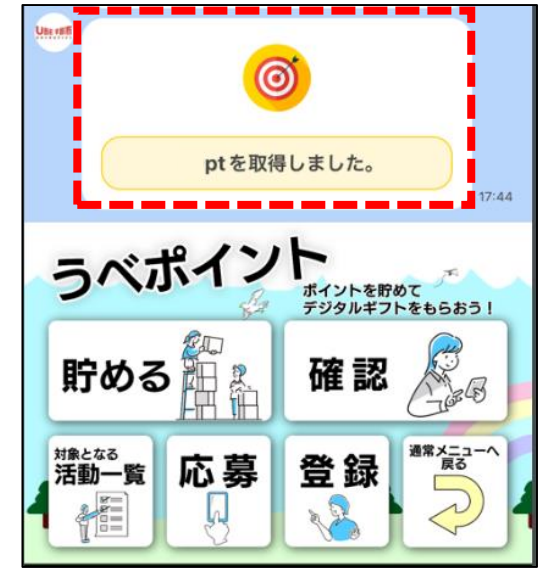 ptを取得しました。
17:44
うべポイント
ポイントを貯めて
デジタルギフトをもらおう!
貯める
確認
対象となる
活動一覧
応募
登録
通常メニューへ
戻る